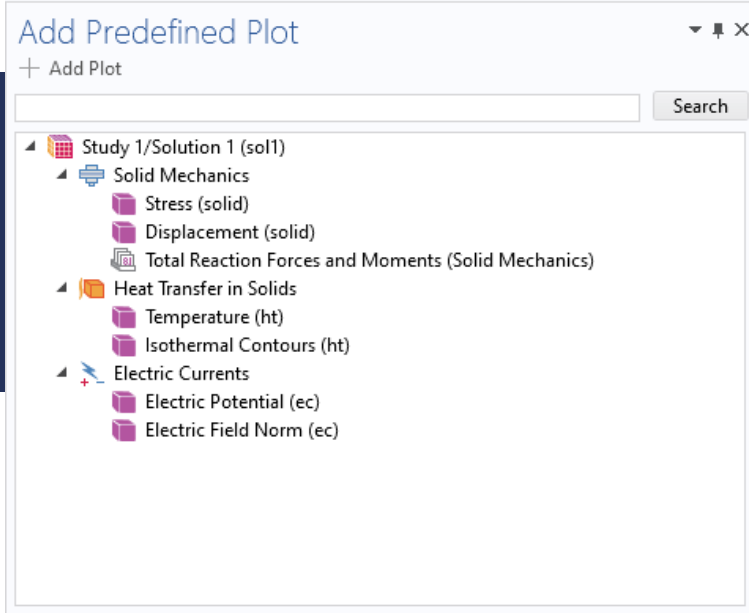 Add Predefined Plot
Add Plot
Search
Study 1/Solution 1 (sol1)
Solid Mechanics
Stress (solid)
Displacement (solid)
Total Reaction Forces and Moments (Solid Mechanics)
Heat Transfer in Solids
Temperature (ht)
Isothermal Contours (ht)
Electric Currents
Electric Potential (ec)
Electric Field Norm (ec)